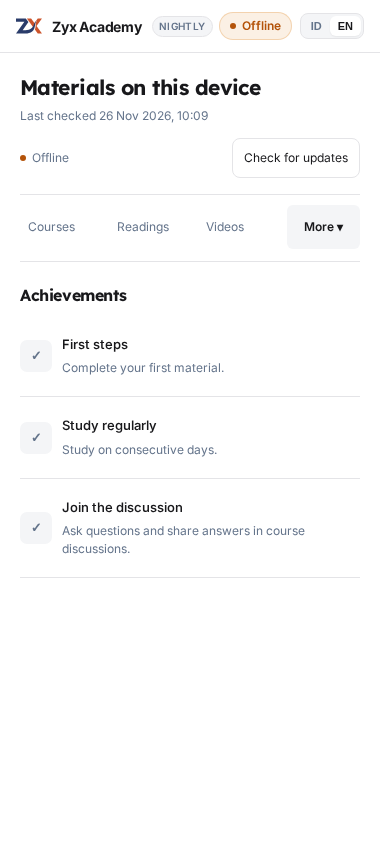 ZX Zyx Academy NIGHTLY Offline ID EN
Materials on this device
Last checked 26 Nov 2026, 10:09
Offline Check for updates
Courses Readings Videos More ▾
Achievements
✓ First steps
Complete your first material.
✓ Study regularly
Study on consecutive days.
✓ Join the discussion
Ask questions and share answers in course
discussions.